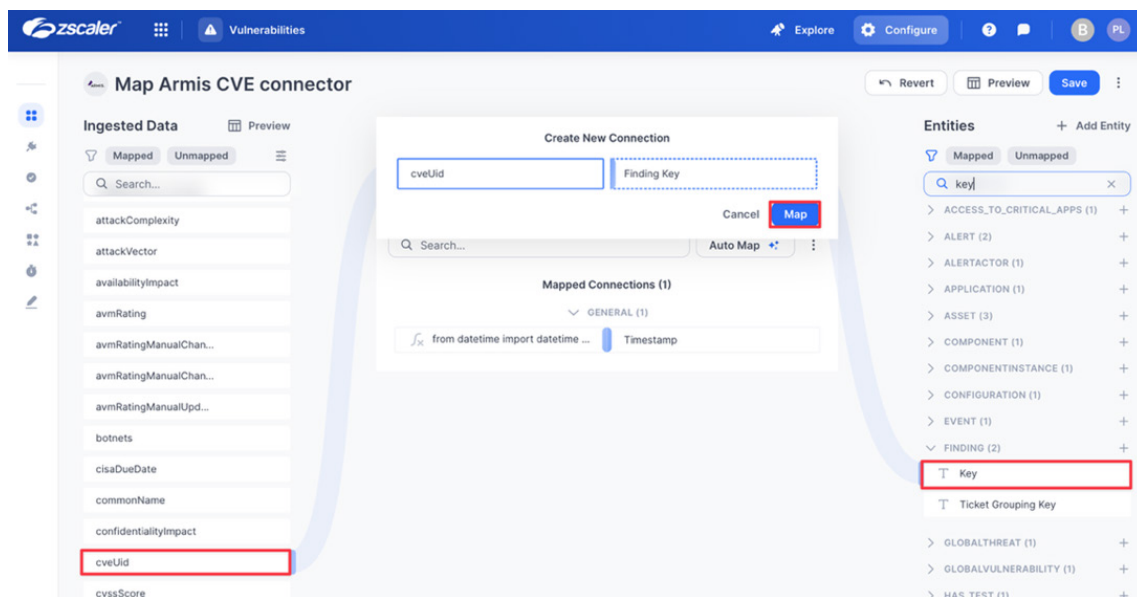 zscaler
Vulnerabilities
Explore
Configure
B
PL
Map Armis CVE connector
Revert
Preview
Save
Ingested Data
Preview
Mapped
Unmapped
Search...
attackComplexity
attackVector
availabilityImpact
avmRating
avmRatingManualChan...
avmRatingManualChan...
avmRatingManualUpd...
botnets
cisaDueDate
commonName
confidentialityImpact
cveUid
cvssScore
Create New Connection
cveUid
Finding Key
Cancel
Map
Search...
Auto Map
Mapped Connections (1)
GENERAL (1)
from datetime import datetime ...
Timestamp
Entities
+ Add Entity
Mapped
Unmapped
key
ACCESS_TO_CRITICAL_APPS (1)
ALERT (2)
ALERTACTOR (1)
APPLICATION (1)
ASSET (3)
COMPONENT (1)
COMPONENTINSTANCE (1)
CONFIGURATION (1)
EVENT (1)
FINDING (2)
T Key
T Ticket Grouping Key
GLOBALTHREAT (1)
GLOBALVULNERABILITY (1)
HAS_TEST (1)